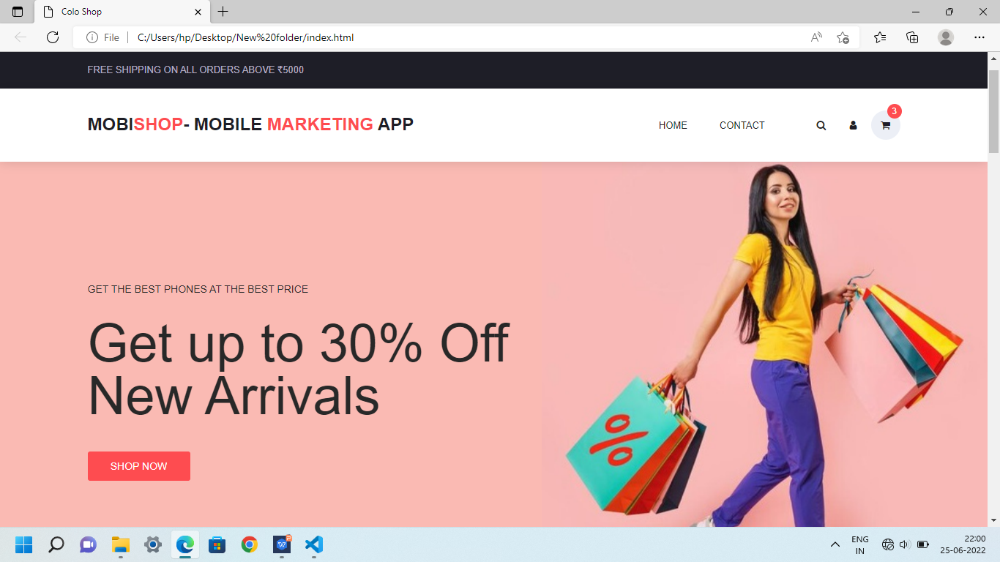 Colo Shop
File
C:/Users/hp/Desktop/New%20folder/index.html
FREE SHIPPING ON ALL ORDERS ABOVE ₹5000
MOBISHOP- MOBILE MARKETING APP
HOME
CONTACT
3
GET THE BEST PHONES AT THE BEST PRICE
Get up to 30% Off
New Arrivals
SHOP NOW
%
ENG
IN
22:00
25-06-2022